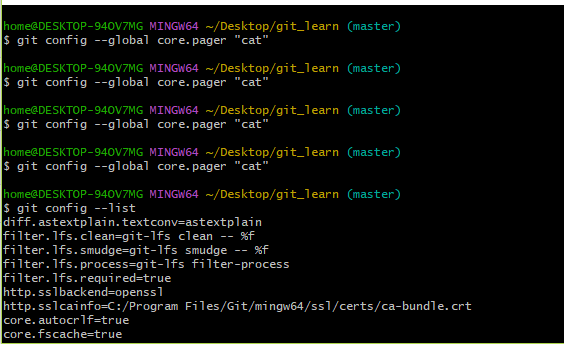 home@DESKTOP-94OV7MG MINGW64 ~/Desktop/git_learn (master)
$ git config --global core.pager "cat"
home@DESKTOP-94OV7MG MINGW64 ~/Desktop/git_learn (master)
$ git config --global core.pager "cat"
home@DESKTOP-94OV7MG MINGW64 ~/Desktop/git_learn (master)
$ git config --global core.pager "cat"
home@DESKTOP-94OV7MG MINGW64 ~/Desktop/git_learn (master)
$ git config --global core.pager "cat"
home@DESKTOP-94OV7MG MINGW64 ~/Desktop/git_learn (master)
$ git config --list
diff.astextplain.textconv=astextplain
filter.lfs.clean=git-lfs clean -- %f
filter.lfs.smudge=git-lfs smudge -- %f
filter.lfs.process=git-lfs filter-process
filter.lfs.required=true
http.sslbackend=openssl
http.sslcainfo=C:/Program Files/Git/mingw64/ssl/certs/ca-bundle.crt
core.autocrlf=true
core.fscache=true